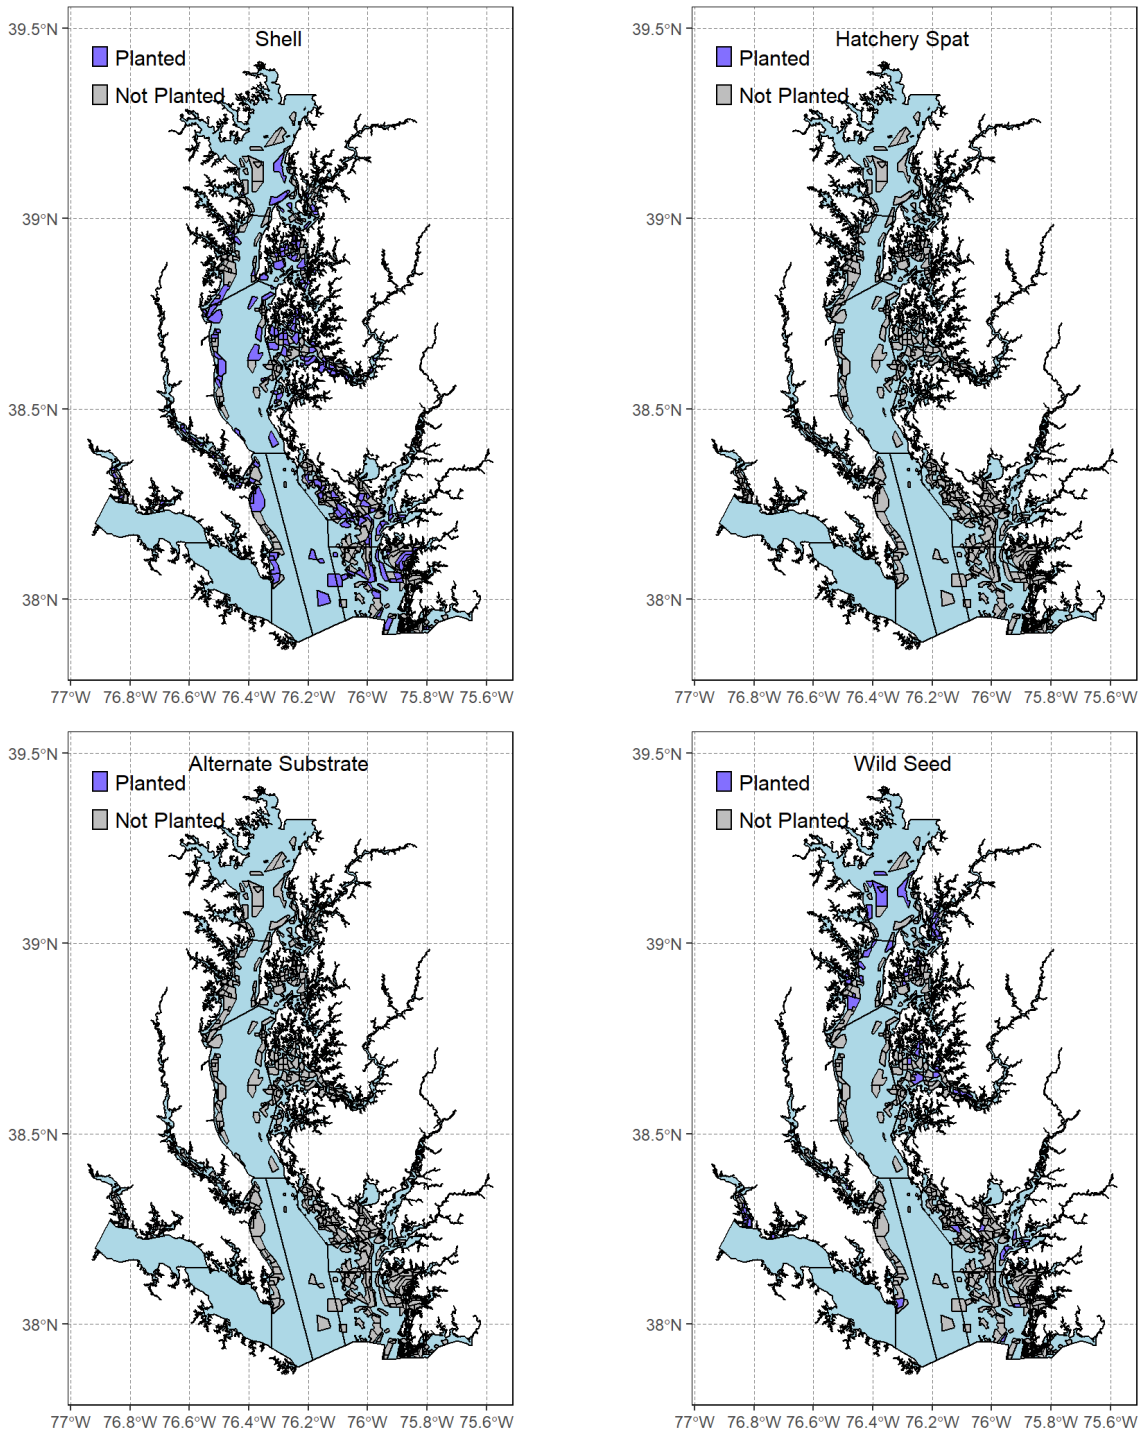 Shell
Planted
Not Planted
39.5°N
39°N
38.5°N
38°N
77°W 76.8°W 76.6°W 76.4°W 76.2°W 76°W 75.8°W 75.6°W
Hatchery Spat
Planted
Not Planted
39.5°N
39°N
38.5°N
38°N
77°W 76.8°W 76.6°W 76.4°W 76.2°W 76°W 75.8°W 75.6°W
Alternate Substrate
Planted
Not Planted
39.5°N
39°N
38.5°N
38°N
77°W 76.8°W 76.6°W 76.4°W 76.2°W 76°W 75.8°W 75.6°W
Wild Seed
Planted
Not Planted
39.5°N
39°N
38.5°N
38°N
77°W 76.8°W 76.6°W 76.4°W 76.2°W 76°W 75.8°W 75.6°W